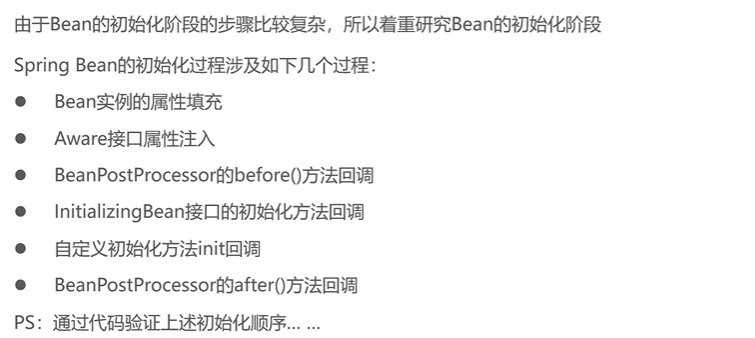 由于Bean的初始化阶段的步骤比较复杂，所以着重研究Bean的初始化阶段
Spring Bean的初始化过程涉及如下几个过程：
● Bean实例的属性填充
● Aware接口属性注入
● BeanPostProcessor的before()方法回调
● InitializingBean接口的初始化方法回调
● 自定义初始化方法init回调
● BeanPostProcessor的after()方法回调
PS：通过代码验证上述初始化顺序... ...